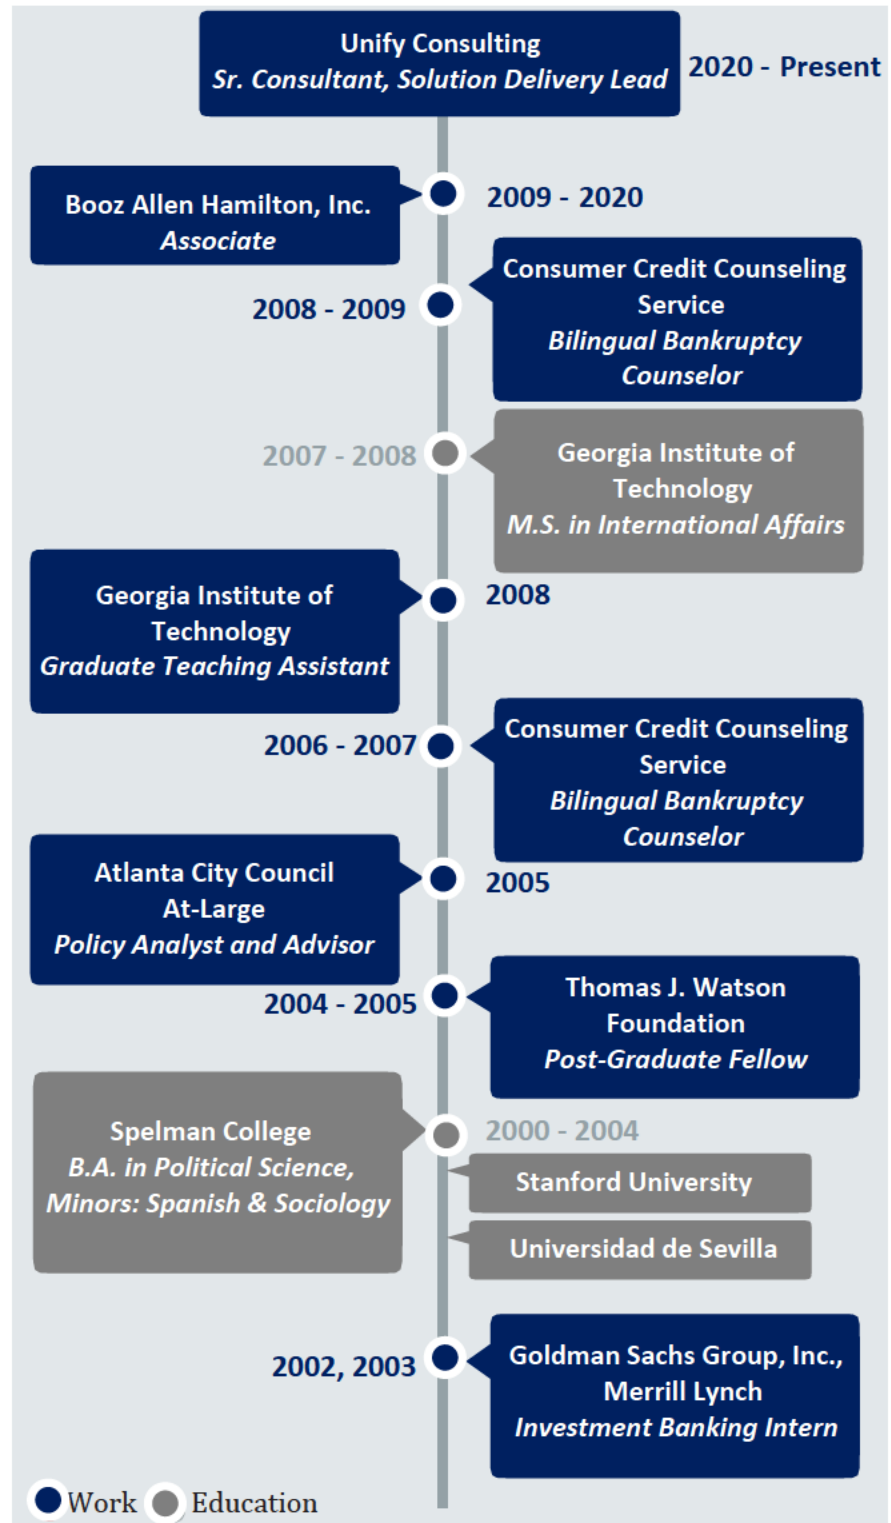 Unify Consulting
Sr. Consultant, Solution Delivery Lead
2020 - Present
Booz Allen Hamilton, Inc.
Associate
2009 - 2020
Consumer Credit Counseling
Service
Bilingual Bankruptcy
Counselor
2008 - 2009
2007 - 2008
Georgia Institute of
Technology
M.S. in International Affairs
Georgia Institute of
Technology
Graduate Teaching Assistant
2008
2006 - 2007
Consumer Credit Counseling
Service
Bilingual Bankruptcy
Counselor
Atlanta City Council
At-Large
Policy Analyst and Advisor
2005
2004 - 2005
Thomas J. Watson
Foundation
Post-Graduate Fellow
Spelman College
B.A. in Political Science,
Minors: Spanish & Sociology
2000 - 2004
Stanford University
Universidad de Sevilla
2002, 2003
Goldman Sachs Group, Inc.,
Merrill Lynch
Investment Banking Intern
Work
Education